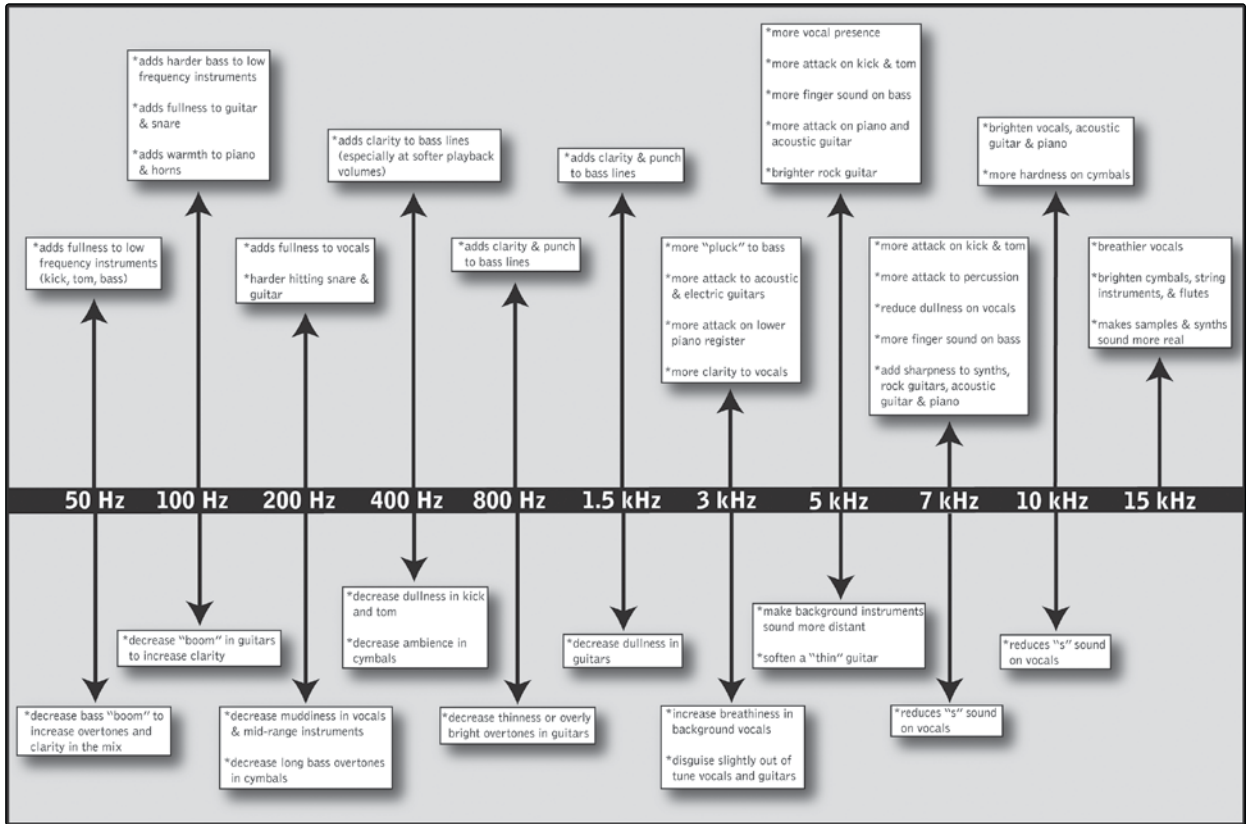 *adds fullness to low
frequency instruments
(kick, tom, bass)
*adds harder bass to low
frequency instruments
*adds fullness to guitar
& snare
*adds warmth to piano
& horns
*adds fullness to vocals
*harder hitting snare &
guitar
*adds clarity to bass lines
(especially at softer playback
volumes)
*adds clarity & punch
to bass lines
*adds clarity & punch
to bass lines
*more "pluck" to bass
*more attack to acoustic
& electric guitars
*more attack on lower
piano register
*more clarity to vocals
*more vocal presence
*more attack on kick & tom
*more finger sound on bass
*more attack on piano and
acoustic guitar
*brighter rock guitar
*more attack on kick & tom
*more attack to percussion
*reduce dullness on vocals
*more finger sound on bass
*add sharpness to synths,
rock guitars, acoustic
guitar & piano
*brighten vocals, acoustic
guitar & piano
*more hardness on cymbals
*breathier vocals
*brighten cymbals, string
instruments, & flutes
*makes samples & synths
sound more real
50 Hz 100 Hz 200 Hz 400 Hz 800 Hz 1.5 kHz 3 kHz 5 kHz 7 kHz 10 kHz 15 kHz
*decrease bass "boom" to
increase overtones and
clarity in the mix
*decrease "boom" in guitars
to increase clarity
*decrease muddiness in vocals
& mid-range instruments
*decrease long bass overtones
in cymbals
*decrease dullness in kick
and tom
*decrease ambience in
cymbals
*decrease thinness or overly
bright overtones in guitars
*decrease dullness in
guitars
*increase breathiness in
background vocals
*disguise slightly out of
tune vocals and guitars
*make background instruments
sound more distant
*soften a "thin" guitar
*reduces "s" sound
on vocals
*reduces "s" sound
on vocals